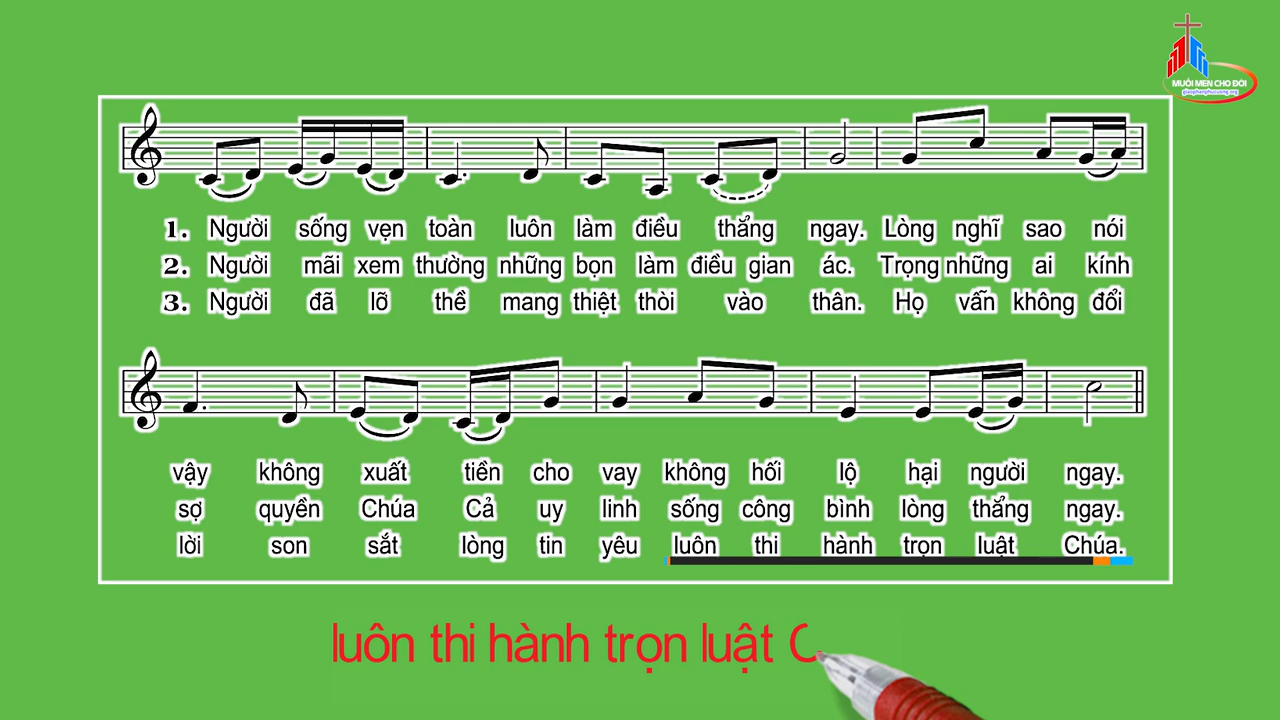 MUỐI MEN CHO ĐỜI
giaophanphucuong.org
1. Người sống vẹn toàn luôn làm điều thẳng ngay. Lòng nghĩ sao nói
2. Người mãi xem thường những bọn làm điều gian ác. Trọng những ai kính
3. Người đã lỡ thề mang thiệt thòi vào thân. Họ vẫn không đổi
vậy không xuất tiền cho vay không hối lộ hại người ngay.
sợ quyền Chúa Cả uy linh sống công bình lòng thẳng ngay.
lời son sắt lòng tin yêu luôn thi hành trọn luật Chúa.
luôn thi hành trọn luật C